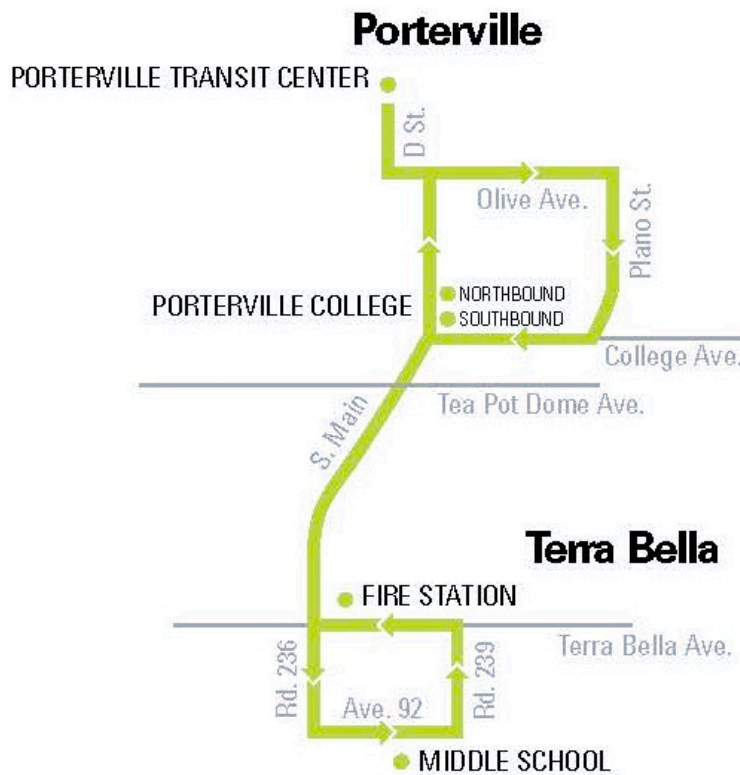 Porterville
PORTERVILLE TRANSIT CENTER
D St.
Olive Ave.
Plano St.
NORTHBOUND
PORTERVILLE COLLEGE
SOUTHBOUND
College Ave.
Tea Pot Dome Ave.
S. Main
Terra Bella
FIRE STATION
Terra Bella Ave.
Rd. 236
Ave. 92
Rd. 239
MIDDLE SCHOOL